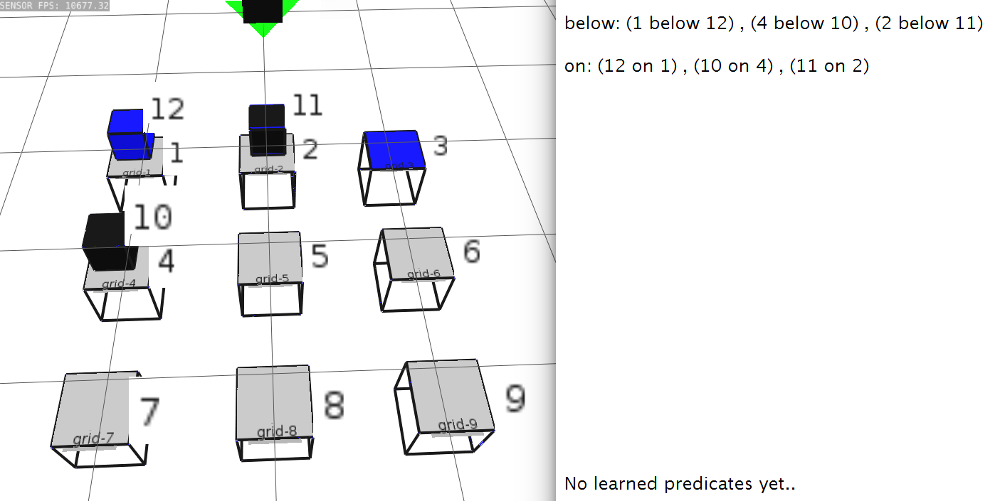 SENSOR FPS: 10677.32
below: (1 below 12) , (4 below 10) , (2 below 11)
on: (12 on 1) , (10 on 4) , (11 on 2)
12
11
1
2
3
grid-1
grid-2
grid-3
10
4
5
6
grid-4
grid-5
grid-6
7
8
9
grid-7
grid-8
grid-9
No learned predicates yet..